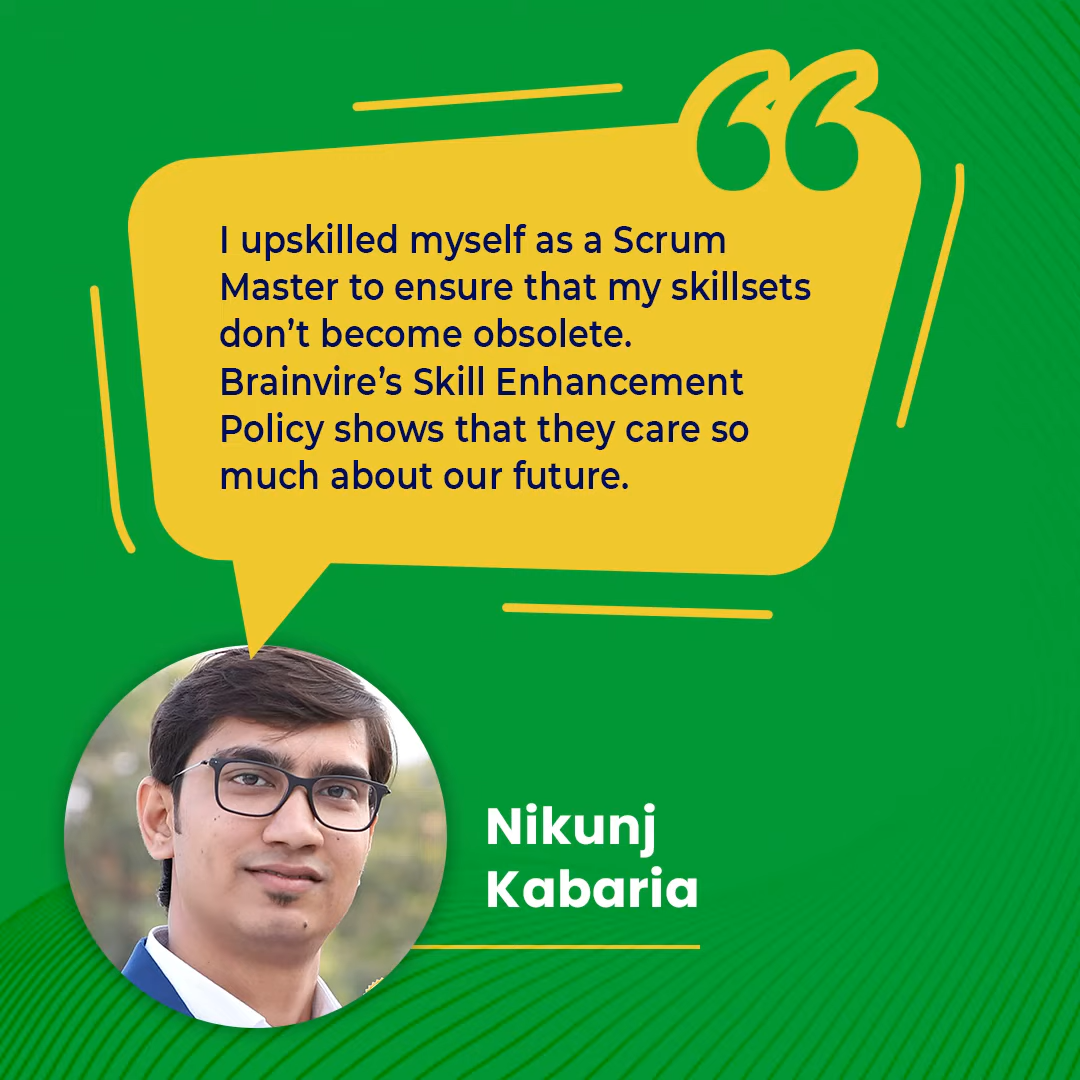 I upskilled myself as a Scrum
Master to ensure that my skillsets
don’t become obsolete.
Brainvire’s Skill Enhancement
Policy shows that they care so
much about our future.
Nikunj
Kabaria